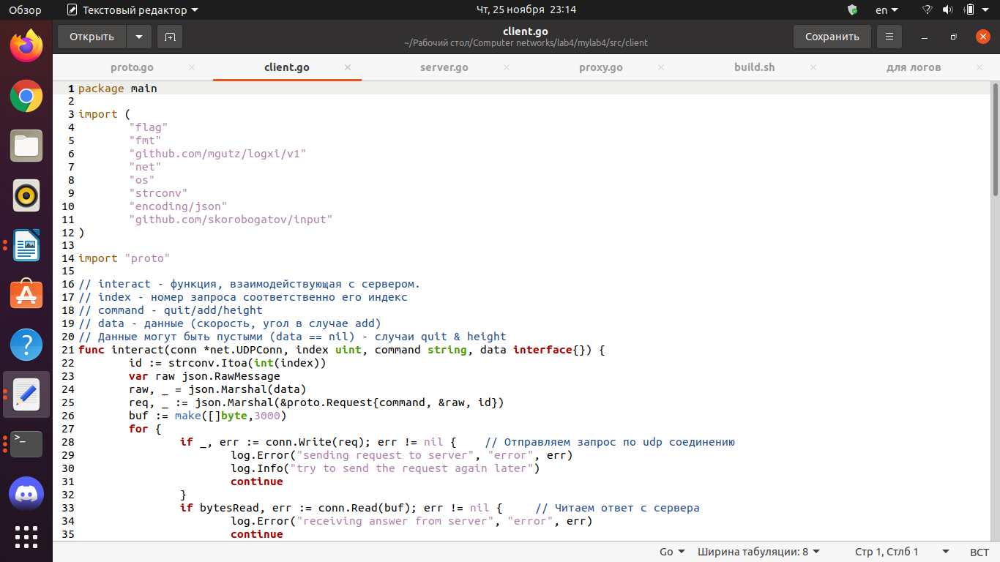 Обзор Текстовый редактор Чт, 25 ноября 23:14 en
Открыть client.go Сохранить
~/Рабочий стол/Computer networks/lab4/mylab4/src/client
proto.go client.go server.go proxy.go build.sh для логов
1 package main
2
3 import (
4 "flag"
5 "fmt"
6 "github.com/mgutz/logxi/v1"
7 "net"
8 "os"
9 "strconv"
10 "encoding/json"
11 "github.com/skorobogatov/input"
12 )
13
14 import "proto"
15
16 // interact - функция, взаимодействующая с сервером.
17 // index - номер запроса соответственно его индекс
18 // command - quit/add/height
19 // data - данные (скорость, угол в случае add)
20 // Данные могут быть пустыми (data == nil) - случаи quit & height
21 func interact(conn *net.UDPConn, index uint, command string, data interface{}) {
22 id := strconv.Itoa(int(index))
23 var raw json.RawMessage
24 raw, _ = json.Marshal(data)
25 req, _ := json.Marshal(&proto.Request{command, &raw, id})
26 buf := make([]byte,3000)
27 for {
28 if _, err := conn.Write(req); err != nil { // Отправляем запрос по udp соединению
29 log.Error("sending request to server", "error", err)
30 log.Info("try to send the request again later")
31 continue
32 }
33 if bytesRead, err := conn.Read(buf); err != nil { // Читаем ответ с сервера
34 log.Error("receiving answer from server", "error", err)
35 continue
Go Ширина табуляции: 8 Стр 1, Стлб 1 ВСТ